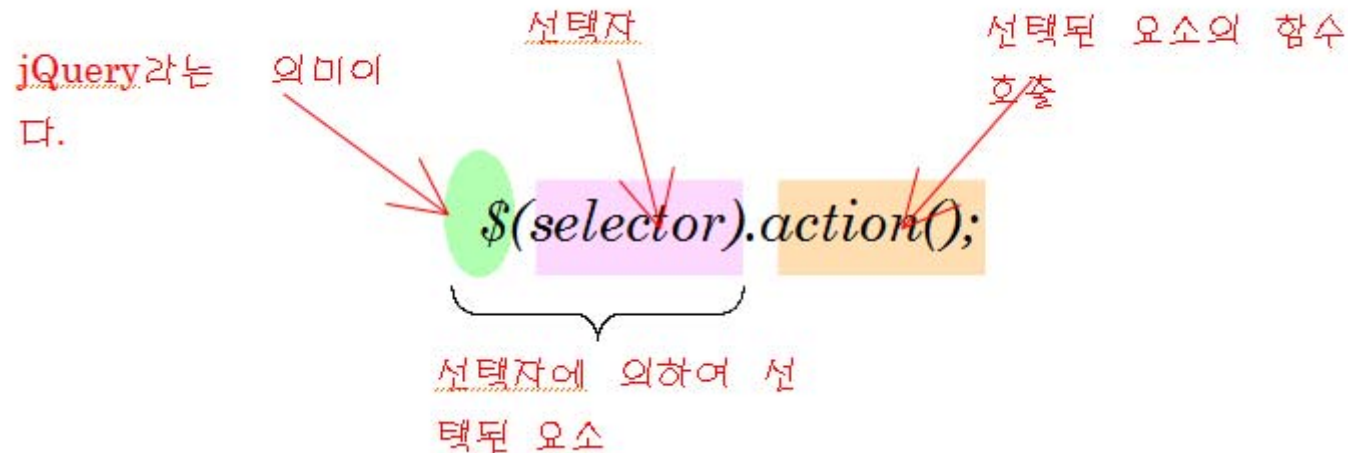 jQuery라는 의미이
다.
선택자
선택된 요소의 함수
호출
$(selector).action();
선택자에 의하여 선
택된 요소